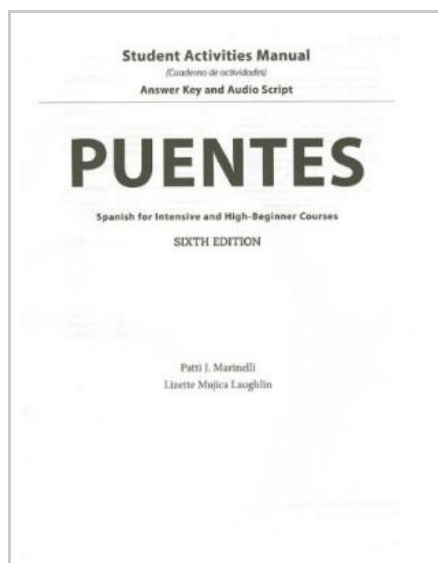 Student Activities Manual
(Cuaderno de actividades)
Answer Key and Audio Script
PUENTES
Spanish for Intensive and High-Beginner Courses
SIXTH EDITION
Patti J. Marinelli
Lizette Mujica Laughlin